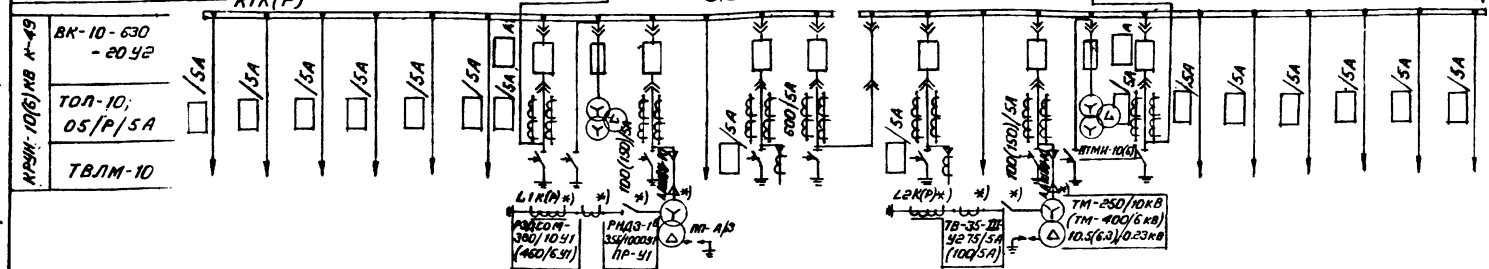 К1К(Р)
КРУН-10(6)кВ К-49
ВК-10-630
-20У2
ТОЛ-10;
05/Р/5А
ТВЛМ-10
/5А
/5А
/5А
/5А
/5А
/5А
А
/5А
100(150)/5А
/5А
600/5А
/5А
100(150)/5А
А
/5А
НТМИ-10(6)
/5А
/5А
/5А
/5А
/5А
/5А
L1К(Р)*)
*)
*)
*)
РЗДСОМ-
380/10У1
(460/6У1)
РНДЗ-1
35/1000У1
ПР-У1
ПП-А/З
L2К(Р)*)
*)
*)
ТВ-35-III
У2 75/5А
(100/5А)
ТМ-250/10кВ
(ТМ-400/6кВ)
10.5(6.3)/0.23кВ